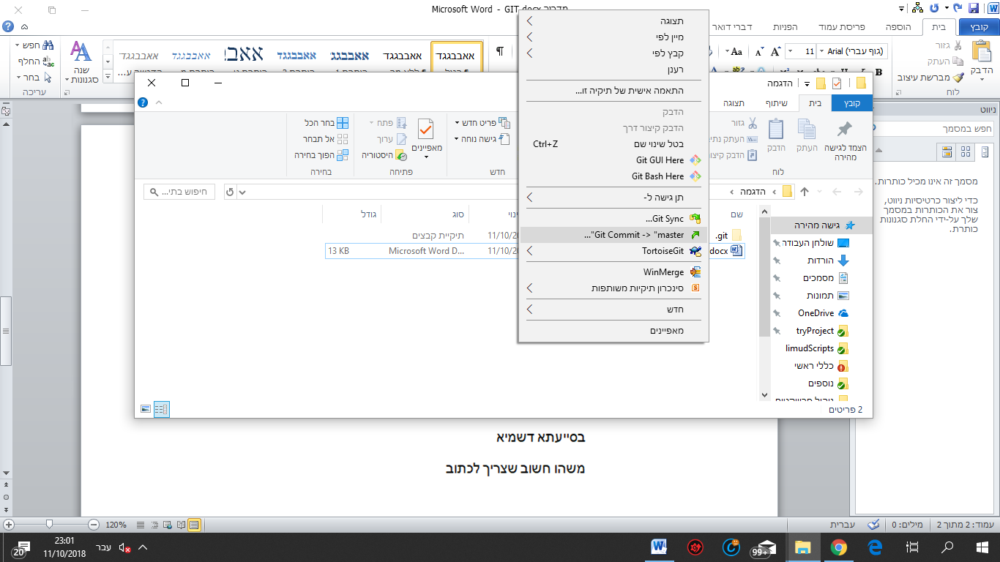 מדריך GIT.docx - Microsoft Word
קובץ
בית
הוספה
פריסת עמוד
הפניות
דברי דואר
הדבק
גזור
העתק
מברשת עיצוב
לוח
Arial (גוף עברי)
11
Aa
B
אאבבגגד
אאבבגגד
אאבבגגד
אאבבגגד
אאבבגגד
אאבבגגד
שנה סגנונות
חפש
החלף
בחר
עריכה
ניווט
חפש במסמך
מסמך זה אינו מכיל כותרות.
כדי ליצור כרטיסיות ניווט,
צור את הכותרות במסמך
שלך על-ידי החלת סגנונות
כותרת.
הדגמה
קובץ
בית
שיתוף
תצוגה
הצמד לגישה
מהירה
העתק
הדבק
גזור
העתק נתי
הדבק קיצו
לוח
פריט חדש
גישה נוחה
חדש
מאפיינים
פתח
ערוך
היסטוריה
פתיחה
בחר הכל
אל תבחר
הפוך בחירה
בחירה
הדגמה
חיפוש בתי...
שם
סוג
גודל
.git
11/10/20
תיקיית קבצים
docx
11/10/20
Microsoft Word D...
13 KB
גישה מהירה
שולחן העבודה
הורדות
מסמכים
תמונות
OneDrive
tryProject
limudScripts
כללי ראשי
נוספים
ניהול פרוייקטים
2 פריטים
תצוגה
מיין לפי
קבץ לפי
רענן
התאמה אישית של תיקיה זו...
הדבק
הדבק קיצור דרך
בטל שינוי שם
Ctrl+Z
Git GUI Here
Git Bash Here
תן גישה ל-
Git Sync...
Git Commit -> "master"...
TortoiseGit
WinMerge
סינכרון תיקיות משותפות
חדש
מאפיינים
בסייעתא דשמיא
משהו חשוב שצריך לכתוב
עמוד: 2 מתוך 2
מילים: 0
עברית
120%
99+
עבר
23:01
11/10/2018
20